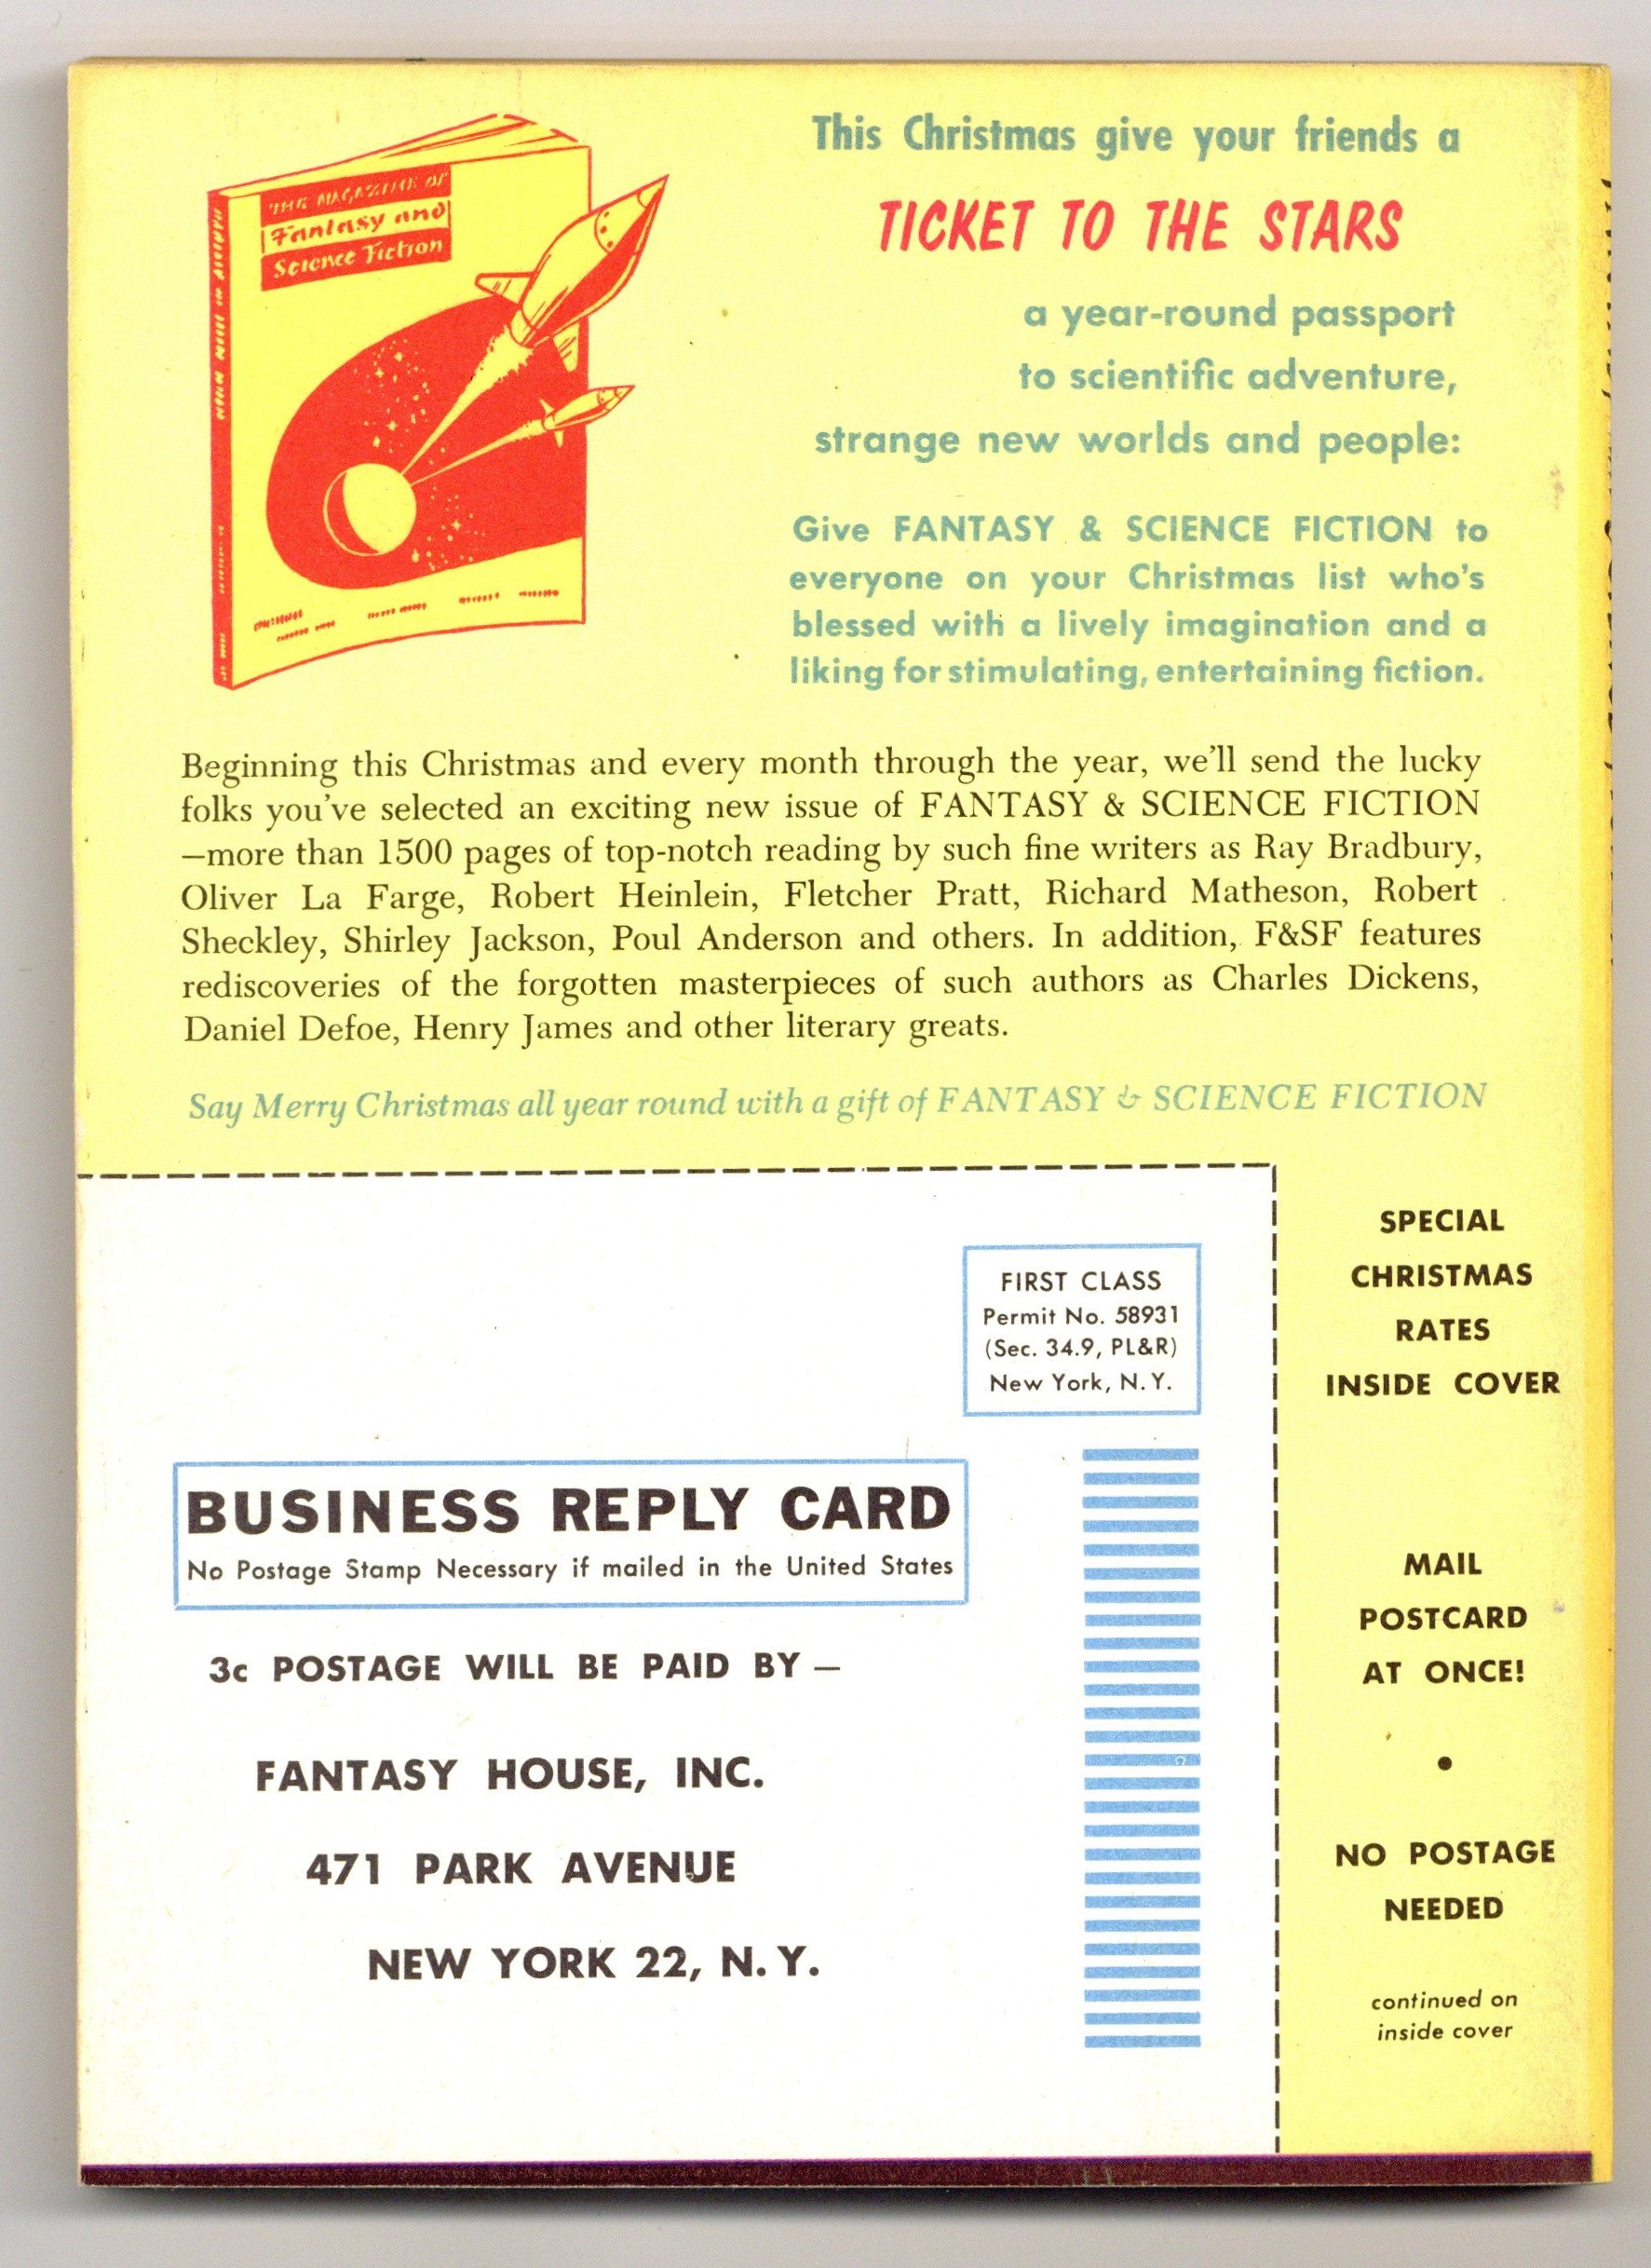 THE MAGAZINE OF
Fantasy and
Science Fiction
This Christmas give your friends a
TICKET TO THE STARS
a year-round passport
to scientific adventure,
strange new worlds and people:
Give FANTASY & SCIENCE FICTION to
everyone on your Christmas list who's
blessed with a lively imagination and a
liking for stimulating, entertaining fiction.
Beginning this Christmas and every month through the year, we'll send the lucky
folks you've selected an exciting new issue of FANTASY & SCIENCE FICTION
—more than 1500 pages of top-notch reading by such fine writers as Ray Bradbury,
Oliver La Farge, Robert Heinlein, Fletcher Pratt, Richard Matheson, Robert
Sheckley, Shirley Jackson, Poul Anderson and others. In addition, F&SF features
rediscoveries of the forgotten masterpieces of such authors as Charles Dickens,
Daniel Defoe, Henry James and other literary greats.
Say Merry Christmas all year round with a gift of FANTASY & SCIENCE FICTION
FIRST CLASS
Permit No. 58931
(Sec. 34.9, PL&R)
New York, N. Y.
BUSINESS REPLY CARD
No Postage Stamp Necessary if mailed in the United States
3c POSTAGE WILL BE PAID BY —
FANTASY HOUSE, INC.
471 PARK AVENUE
NEW YORK 22, N. Y.
SPECIAL
CHRISTMAS
RATES
INSIDE COVER
MAIL
POSTCARD
AT ONCE!
•
NO POSTAGE
NEEDED
continued on
inside cover